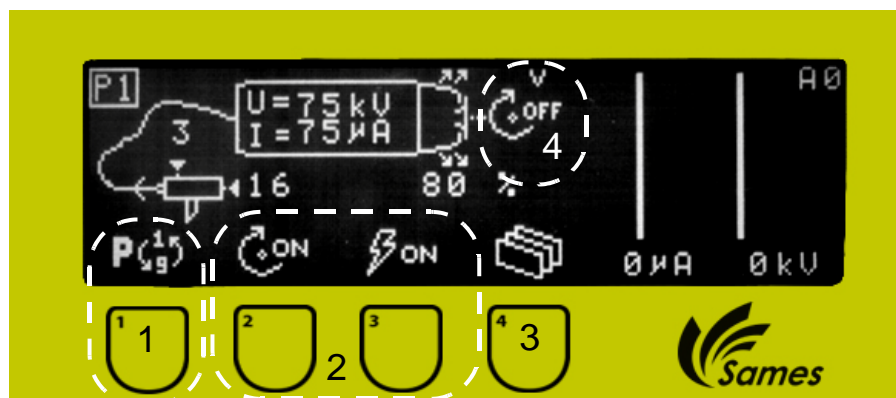 P1
V
A0
U=75kV
I=75µA
OFF
3
4
16
80 %
P 1 9
ON
ON
0µA
0kV
1
2
3
4
1
2
3
Sames